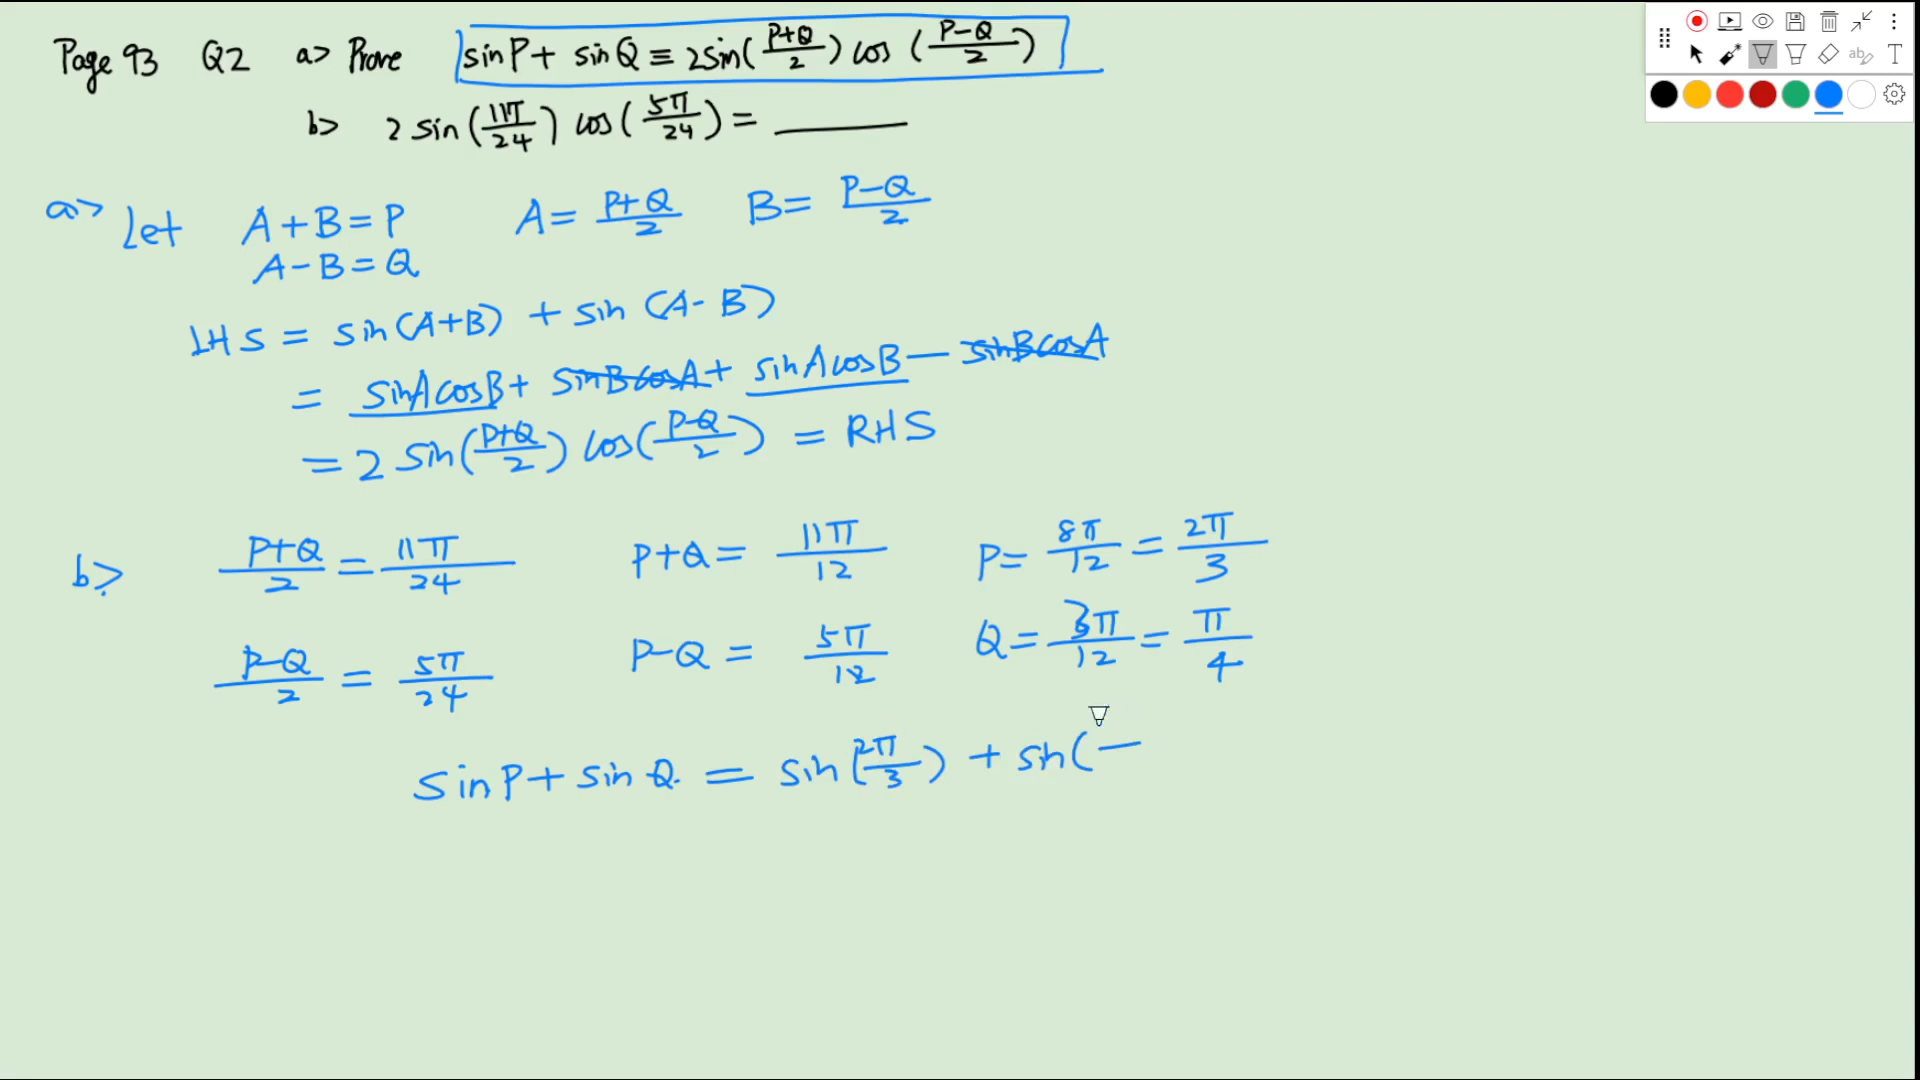 Page 93 Q2 a> Prove sin P + sin Q ≡ 2 sin(P+Q/2) cos(P-Q/2)
b> 2 sin(11π/24) cos(5π/24) = ______
a> Let A+B=P A= P+Q/2 B= P-Q/2
A-B=Q
LHS = sin(A+B) + sin(A-B)
= sinAcosB + sinBcosA + sinAcosB - sinBcosA
= 2 sin(P+Q/2) cos(P-Q/2) = RHS
b> P+Q/2 = 11π/24 P+Q = 11π/12 P= 8π/12 = 2π/3
P-Q/2 = 5π/24 P-Q = 5π/12 Q= 3π/12 = π/4
sin P + sin Q. = sin(2π/3) + sin(—